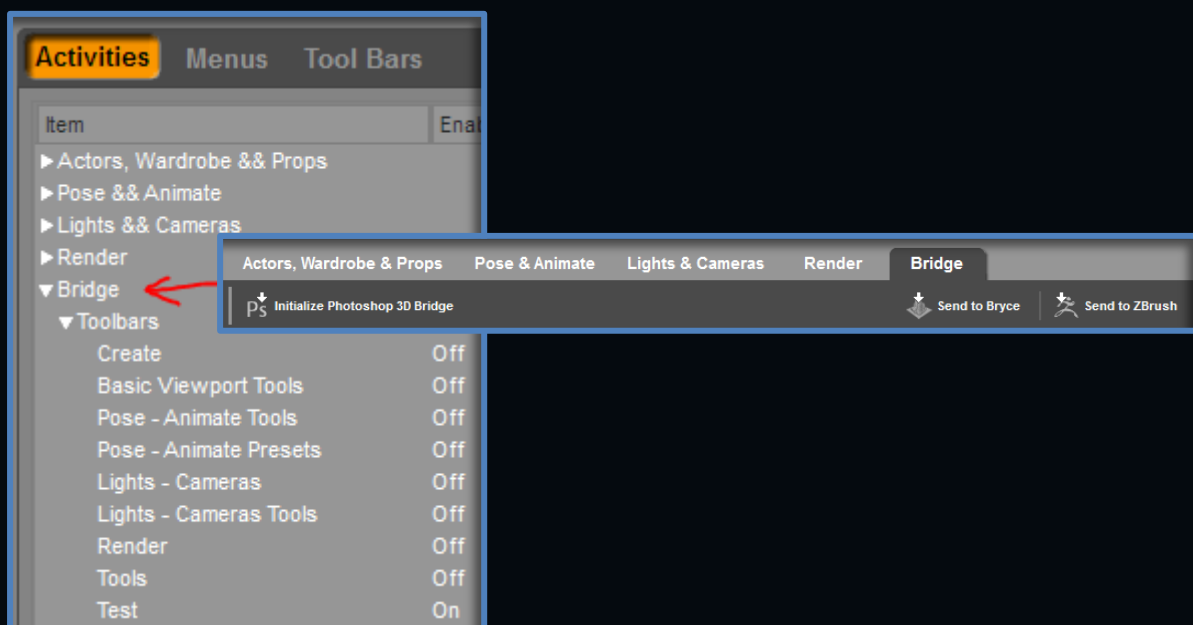 Activities Menus Tool Bars
Item Enab
Actors, Wardrobe && Props
Pose && Animate
Lights && Cameras
Render
Bridge
Toolbars
Create Off
Basic Viewport Tools Off
Pose - Animate Tools Off
Pose - Animate Presets Off
Lights - Cameras Off
Lights - Cameras Tools Off
Render Off
Tools Off
Test On
Actors, Wardrobe & Props Pose & Animate Lights & Cameras Render Bridge
Ps Initialize Photoshop 3D Bridge Send to Bryce Send to ZBrush